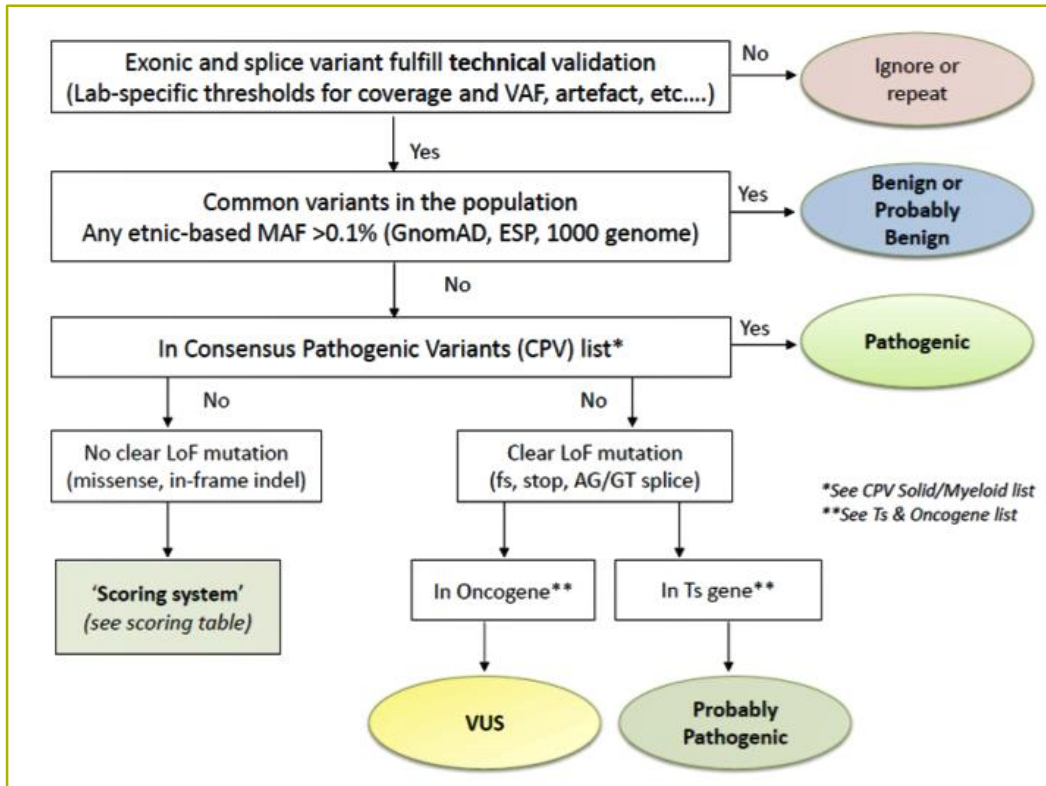 Exonic and splice variant fulfill technical validation
(Lab-specific thresholds for coverage and VAF, artefact, etc....)
No
Ignore or
repeat
Yes
Common variants in the population
Any etnic-based MAF >0.1% (GnomAD, ESP, 1000 genome)
Yes
Benign or
Probably
Benign
No
In Consensus Pathogenic Variants (CPV) list*
Yes
Pathogenic
No
No
No clear LoF mutation
(missense, in-frame indel)
Clear LoF mutation
(fs, stop, AG/GT splice)
*See CPV Solid/Myeloid list
**See Ts & Oncogene list
'Scoring system'
(see scoring table)
In Oncogene**
In Ts gene**
VUS
Probably
Pathogenic